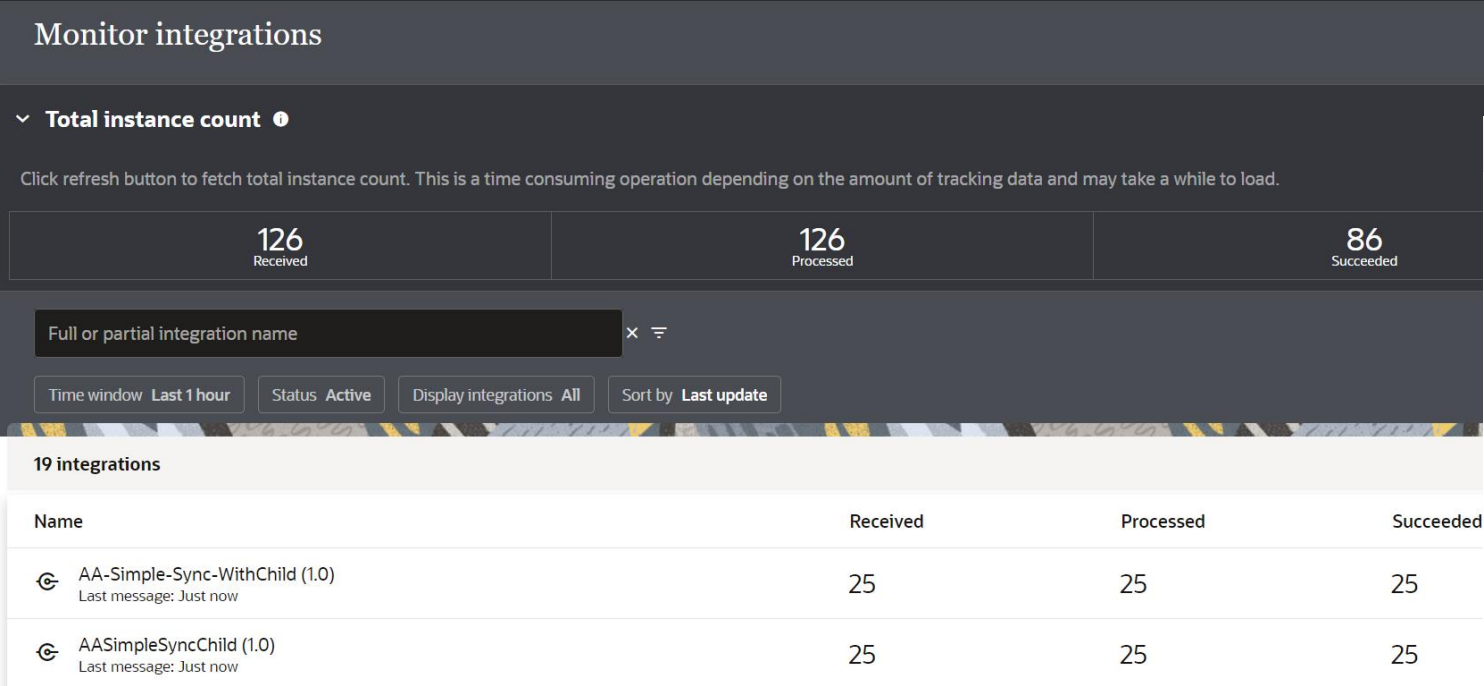 Monitor integrations
Total instance count
Click refresh button to fetch total instance count. This is a time consuming operation depending on the amount of tracking data and may take a while to load.
126 126 86
Received Processed Succeeded
Full or partial integration name
Time window Last 1 hour Status Active Display integrations All Sort by Last update
19 integrations
Name Received Processed Succeeded
AA-Simple-Sync-WithChild (1.0) 25 25 25
Last message: Just now
AASimpleSyncChild (1.0) 25 25 25
Last message: Just now